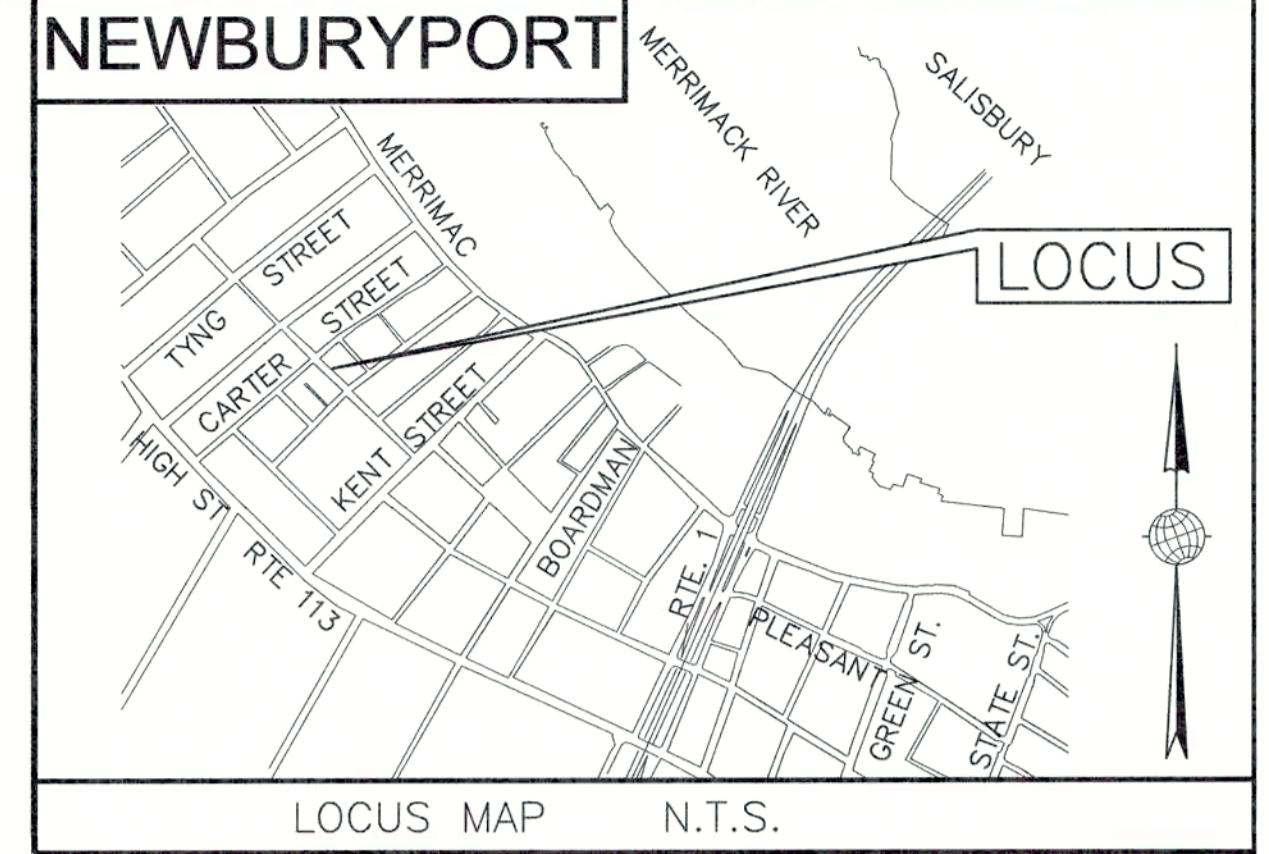 NEWBURYPORT
MERRIMACK RIVER
SALISBURY
MERRIMAC
LOCUS
TYNG STREET
CARTER STREET
KENT STREET
HIGH ST
RTE 113
BOARDMAN
RTE. 1
PLEASANT
GREEN ST.
STATE ST.
LOCUS MAP N.T.S.